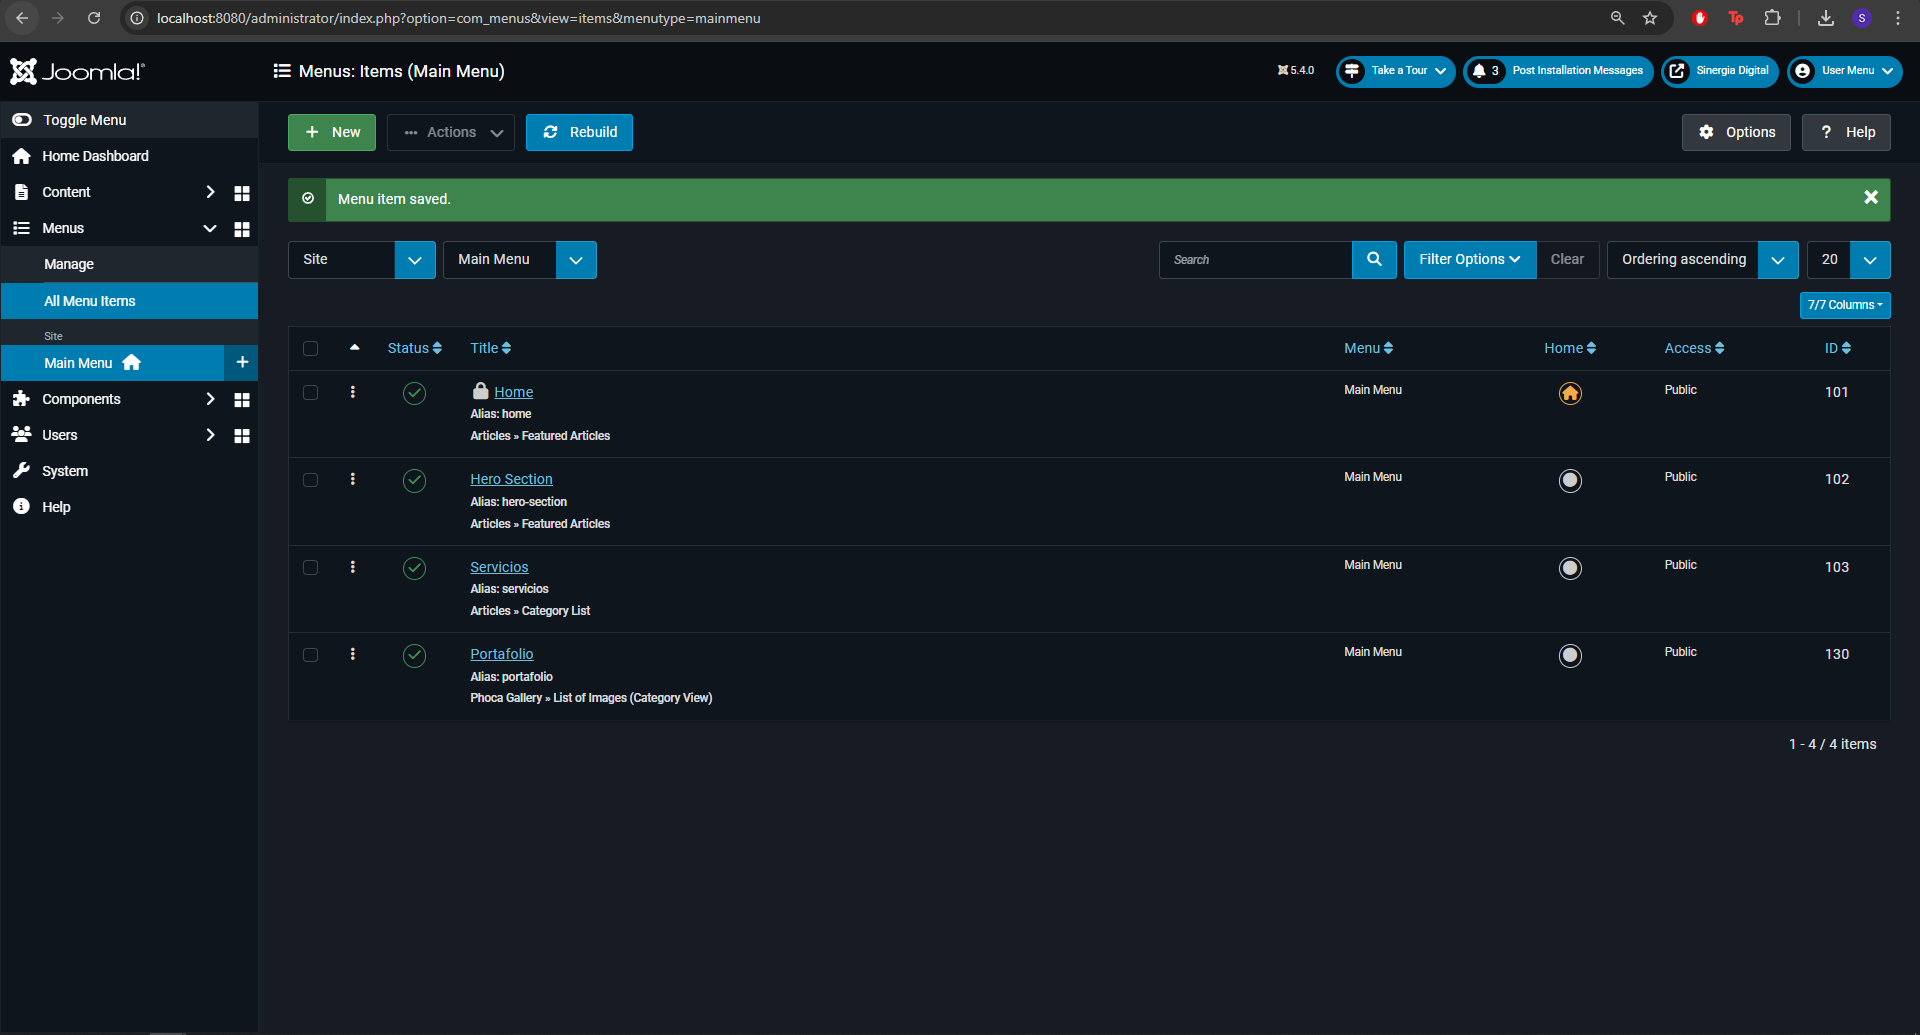 localhost:8080/administrator/index.php?option=com_menus&view=items&menutype=mainmenu
Tp
S
Joomla!
Menus: Items (Main Menu)
5.4.0
Take a Tour
3 Post Installation Messages
Sinergia Digital
User Menu
Toggle Menu
Home Dashboard
Content
Menus
Manage
All Menu Items
Site
Main Menu
Components
Users
System
Help
New
Actions
Rebuild
Options
Help
Menu item saved.
Site
Main Menu
Search
Filter Options
Clear
Ordering ascending
20
7/7 Columns
Status Title Menu Home Access ID
Home Main Menu Public 101
Alias: home
Articles » Featured Articles
Hero Section Main Menu Public 102
Alias: hero-section
Articles » Featured Articles
Servicios Main Menu Public 103
Alias: servicios
Articles » Category List
Portafolio Main Menu Public 130
Alias: portafolio
Phoca Gallery » List of Images (Category View)
1 - 4 / 4 items